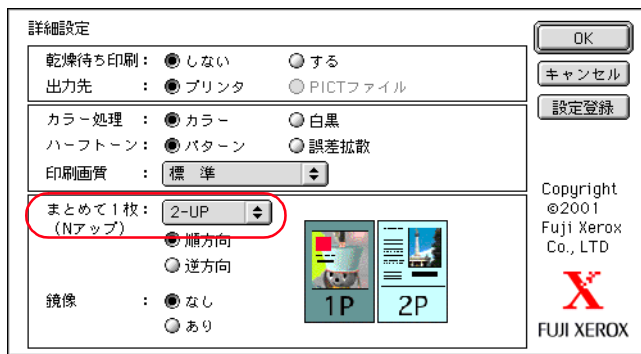 詳細設定
乾燥待ち印刷： しない する
出力先 ： プリンタ PICTファイル
カラー処理 ： カラー 白黒
ハーフトーン： パターン 誤差拡散
印刷画質 ： 標 準
まとめて1枚： 2-UP
(Nアップ)
順方向
逆方向
鏡像 ： なし
あり
1P 2P
OK
キャンセル
設定登録
Copyright
©2001
Fuji Xerox
Co., LTD
X
FUJI XEROX